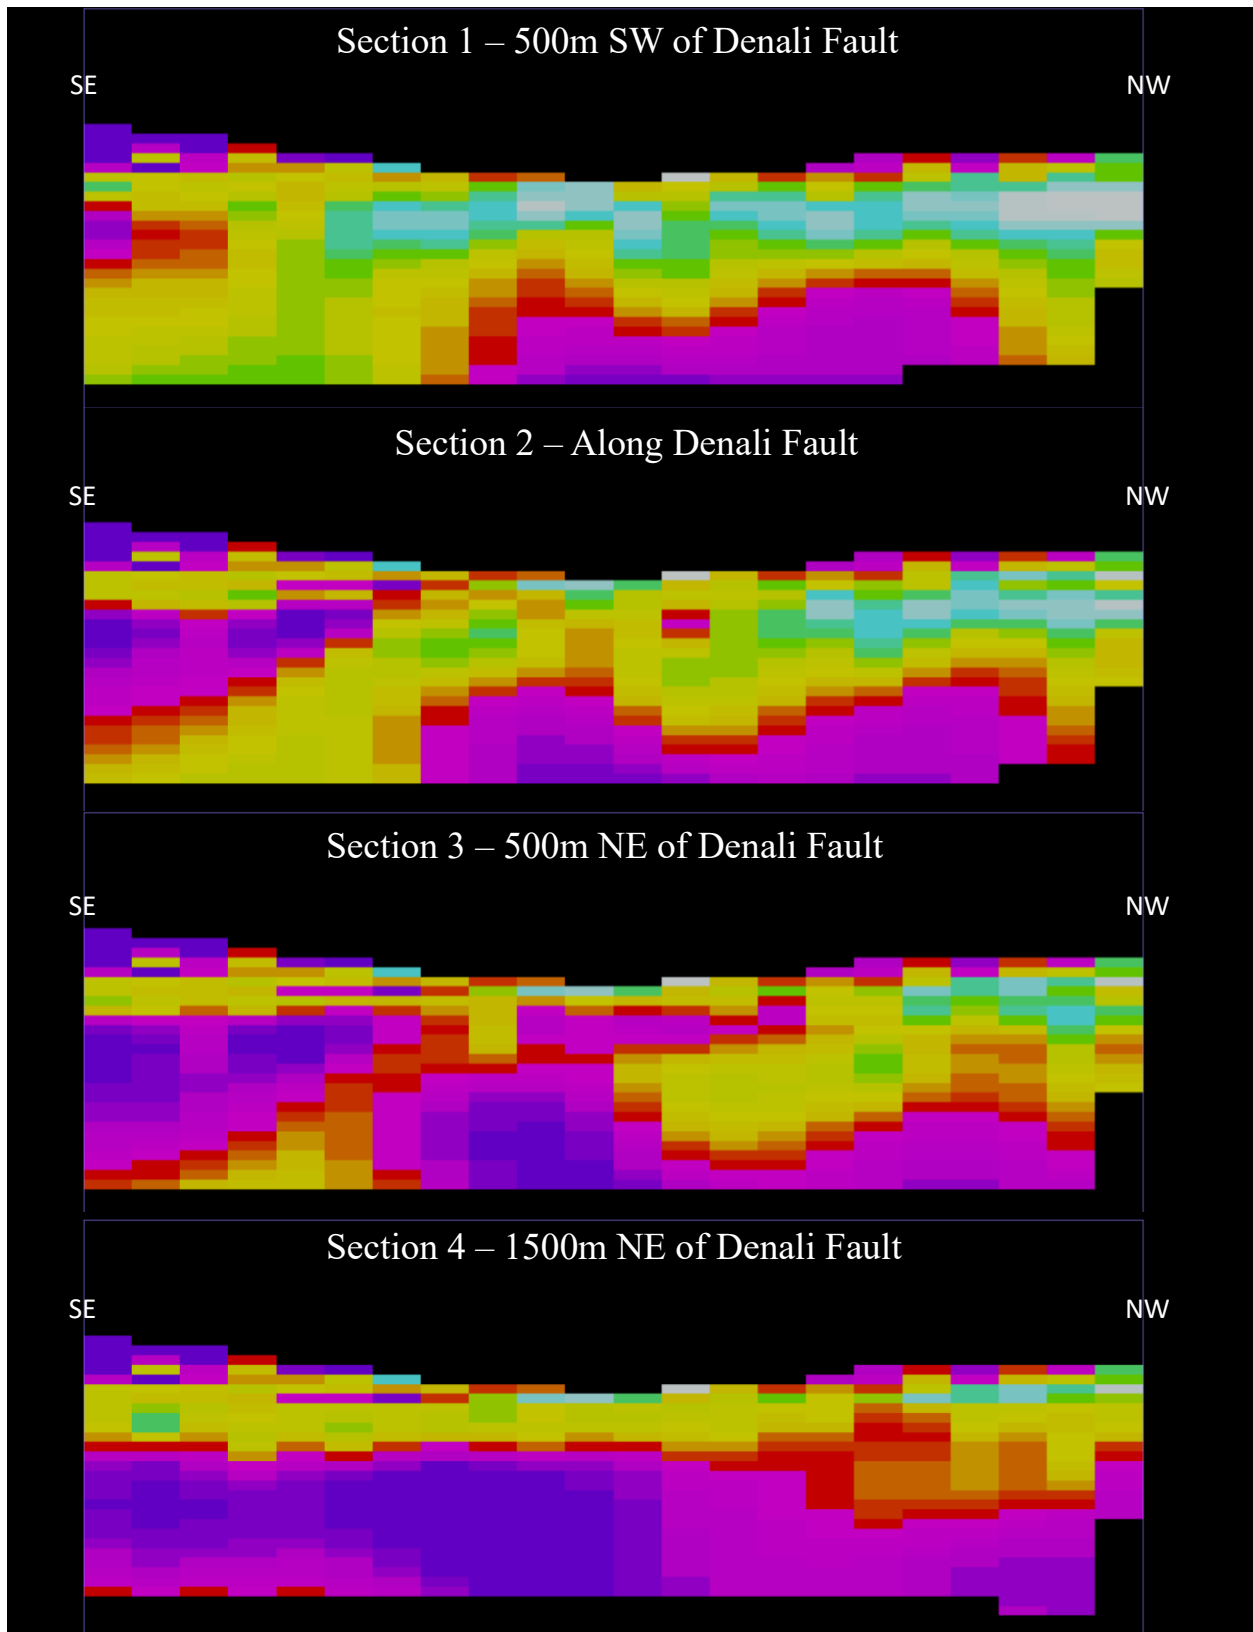 Section 1 – 500m SW of Denali Fault
SE NW
Section 2 – Along Denali Fault
SE NW
Section 3 – 500m NE of Denali Fault
SE NW
Section 4 – 1500m NE of Denali Fault
SE NW